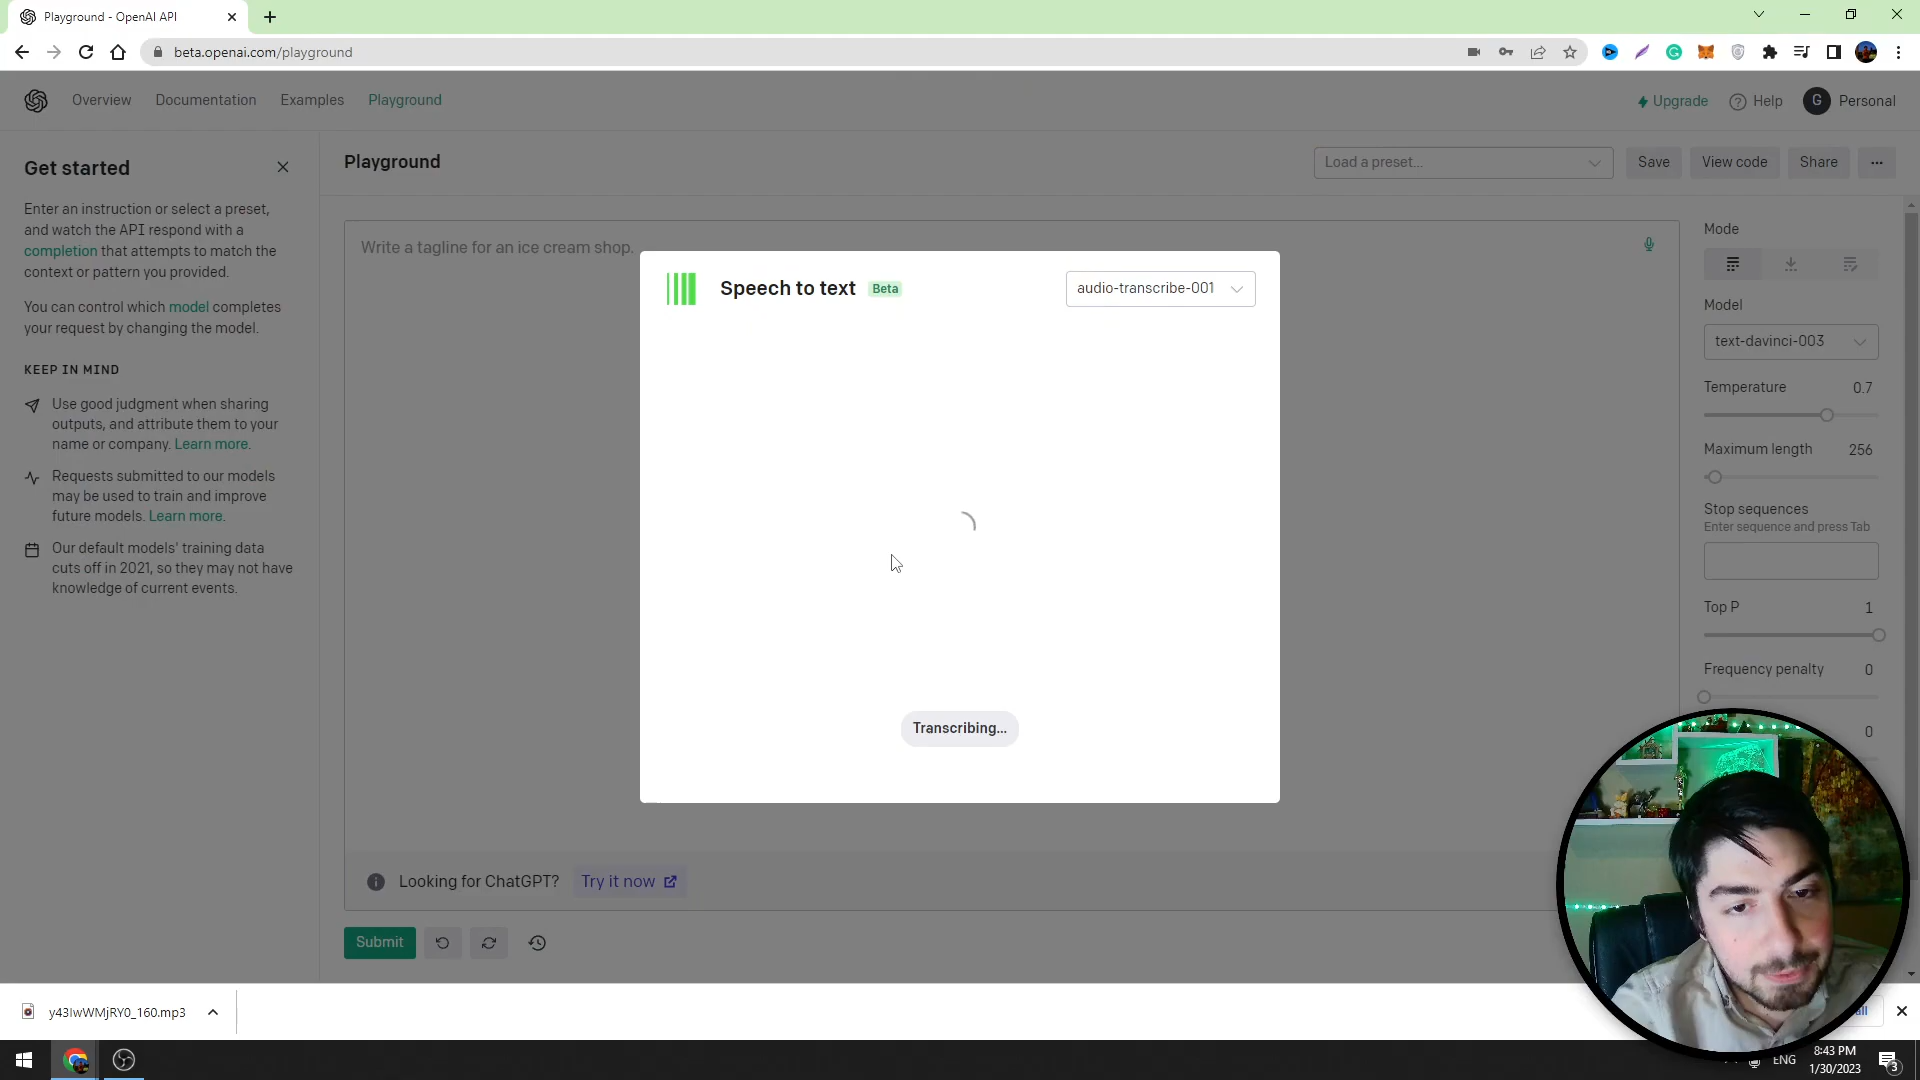 Playground - OpenAI API
beta.openai.com/playground
Overview
Documentation
Examples
Playground
Upgrade
Help
G
Personal
Get started
Playground
Load a preset...
Save
View code
Share
Enter an instruction or select a preset,
and watch the API respond with a
completion that attempts to match the
context or pattern you provided.
You can control which model completes
your request by changing the model.
KEEP IN MIND
Use good judgment when sharing
outputs, and attribute them to your
name or company. Learn more.
Requests submitted to our models
may be used to train and improve
future models. Learn more.
Our default models' training data
cuts off in 2021, so they may not have
knowledge of current events.
Write a tagline for an ice cream shop.
Speech to text
Beta
audio-transcribe-001
Transcribing...
Looking for ChatGPT?
Try it now
Submit
Mode
Model
text-davinci-003
Temperature
0.7
Maximum length
256
Stop sequences
Enter sequence and press Tab
Top P
1
Frequency penalty
0
0
y43IwWMjRY0_160.mp3
ENG
8:43 PM
1/30/2023
3